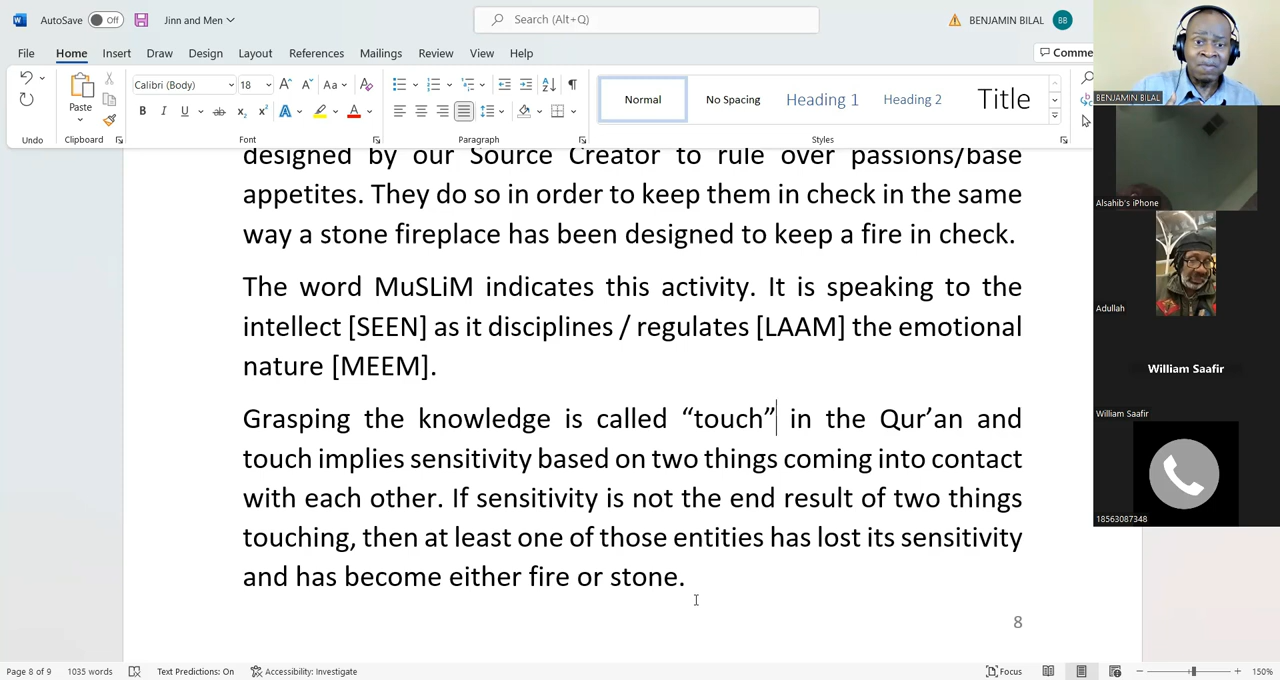 AutoSave Off Jinn and Men Search (Alt+Q) BENJAMIN BILAL BB
File Home Insert Draw Design Layout References Mailings Review View Help Comme
Calibri (Body) 18 A A Aa A
Paste
B I U ab x₂ x² A A
Normal No Spacing Heading 1 Heading 2 Title
Undo Clipboard Font Paragraph Styles
BENJAMIN BILAL
designed by our Source Creator to rule over passions/base
appetites. They do so in order to keep them in check in the same
way a stone fireplace has been designed to keep a fire in check.
The word MuSLiM indicates this activity. It is speaking to the
intellect [SEEN] as it disciplines / regulates [LAAM] the emotional
nature [MEEM].
Grasping the knowledge is called “touch” in the Qur’an and
touch implies sensitivity based on two things coming into contact
with each other. If sensitivity is not the end result of two things
touching, then at least one of those entities has lost its sensitivity
and has become either fire or stone.
8
Alsahib's iPhone
Adullah
William Saafir
William Saafir
18563087348
Page 8 of 9 1035 words Text Predictions: On Accessibility: Investigate Focus 150%